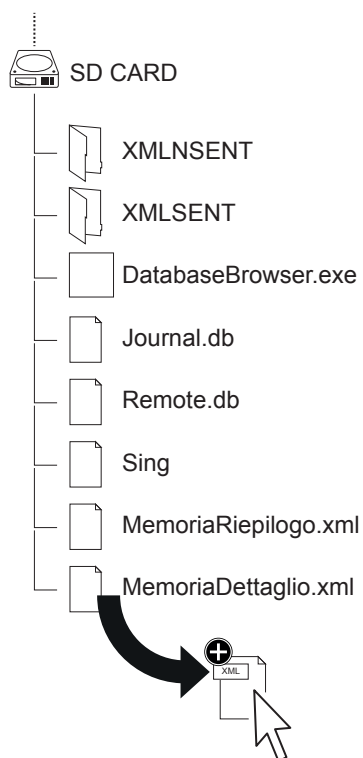 SD CARD
XMLNSENT
XMLSENT
DatabaseBrowser.exe
Journal.db
Remote.db
Sing
MemoriaRiepilogo.xml
MemoriaDettaglio.xml
XML